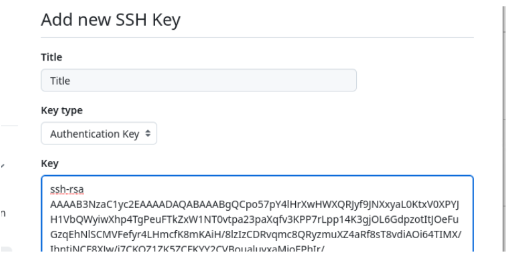 Add new SSH Key
Title
Title
Key type
Authentication Key
Key
ssh-rsa
AAAAB3NzaC1yc2EAAAADAQABAAABgQCpo57pY4lHrXwHWXQRJyf9JNXxyaL0KtxV0XPYJ
H1VbQWyiwXhp4TgPeuFTkZxW1NT0vtpa23paXqfv3KPP7rLpp14K3gjOL6GdpzotItJOeFu
GzqEhNlSCMVFefyr4LHmcfK8mKAiH/8lzIzCDRvqmc8QRyzmuXZ4aRf8sT8vdiAOi64TIMX/